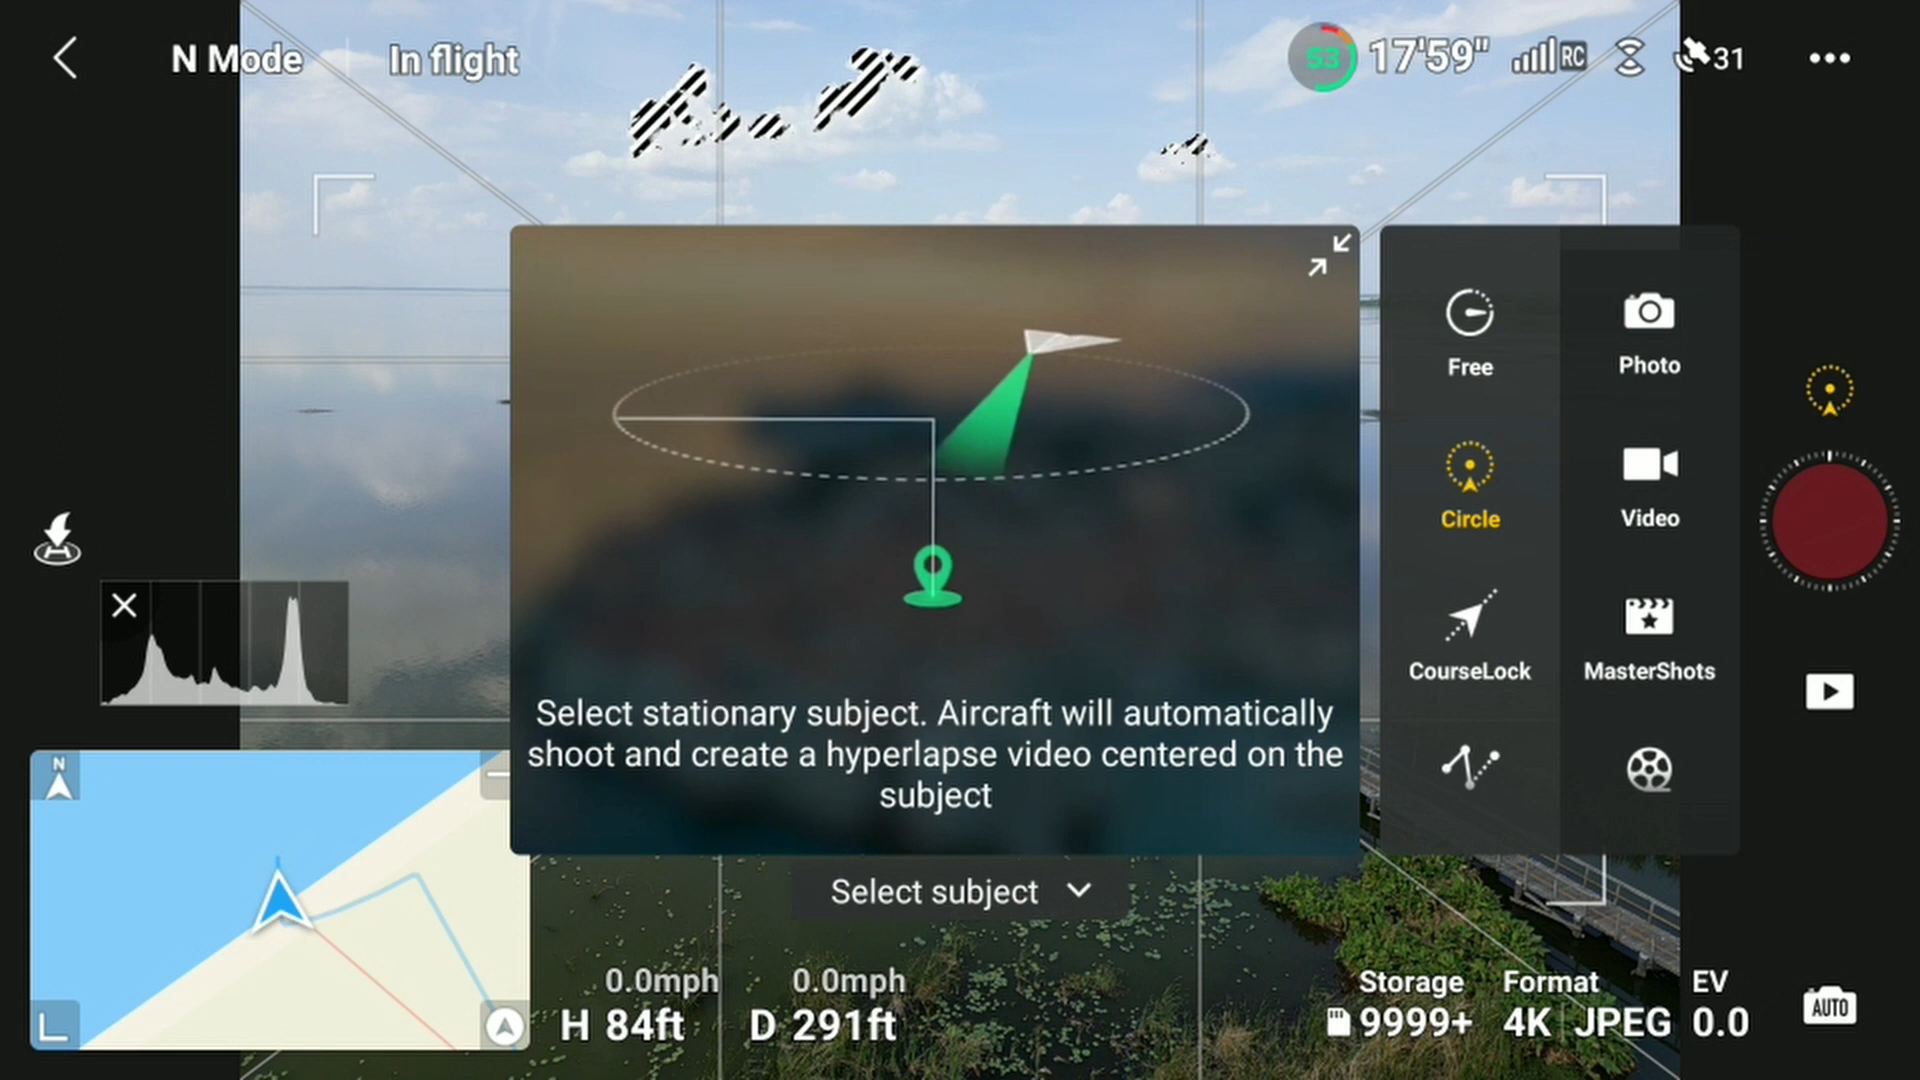 N Mode
In flight
53
17'59"
RC
31
Free
Photo
Circle
Video
CourseLock
MasterShots
Select stationary subject. Aircraft will automatically
shoot and create a hyperlapse video centered on the
subject
Select subject
N
0.0mph
0.0mph
H 84ft
D 291ft
Storage
Format
EV
9999+
4K
JPEG
0.0
AUTO